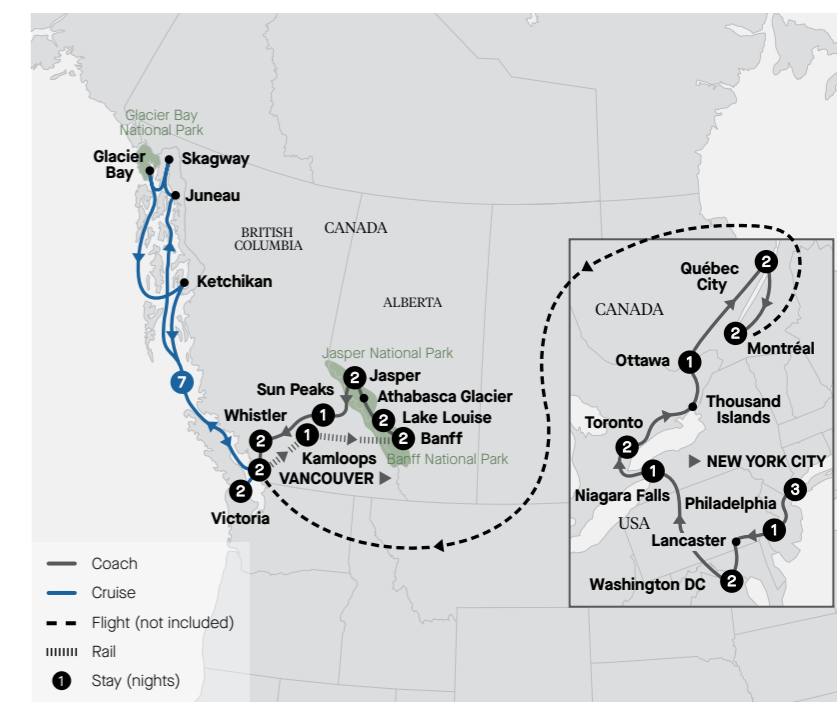 Glacier Bay
National Park
Glacier
Bay
Skagway
Juneau
BRITISH
COLUMBIA
CANADA
Ketchikan
ALBERTA
7
Jasper National Park
2
Jasper
Sun Peaks
1
Athabasca Glacier
2
Lake Louise
Whistler
2
1
2
Banff
Kamloops
Banff National Park
2
VANCOUVER
2
Victoria
Québec
City
2
CANADA
2
Montréal
Ottawa
1
Thousand
Islands
Toronto
2
1
NEW YORK CITY
Niagara Falls
3
Philadelphia
USA
1
Lancaster
Washington DC
2
Coach
Cruise
Flight (not included)
Rail
1 Stay (nights)